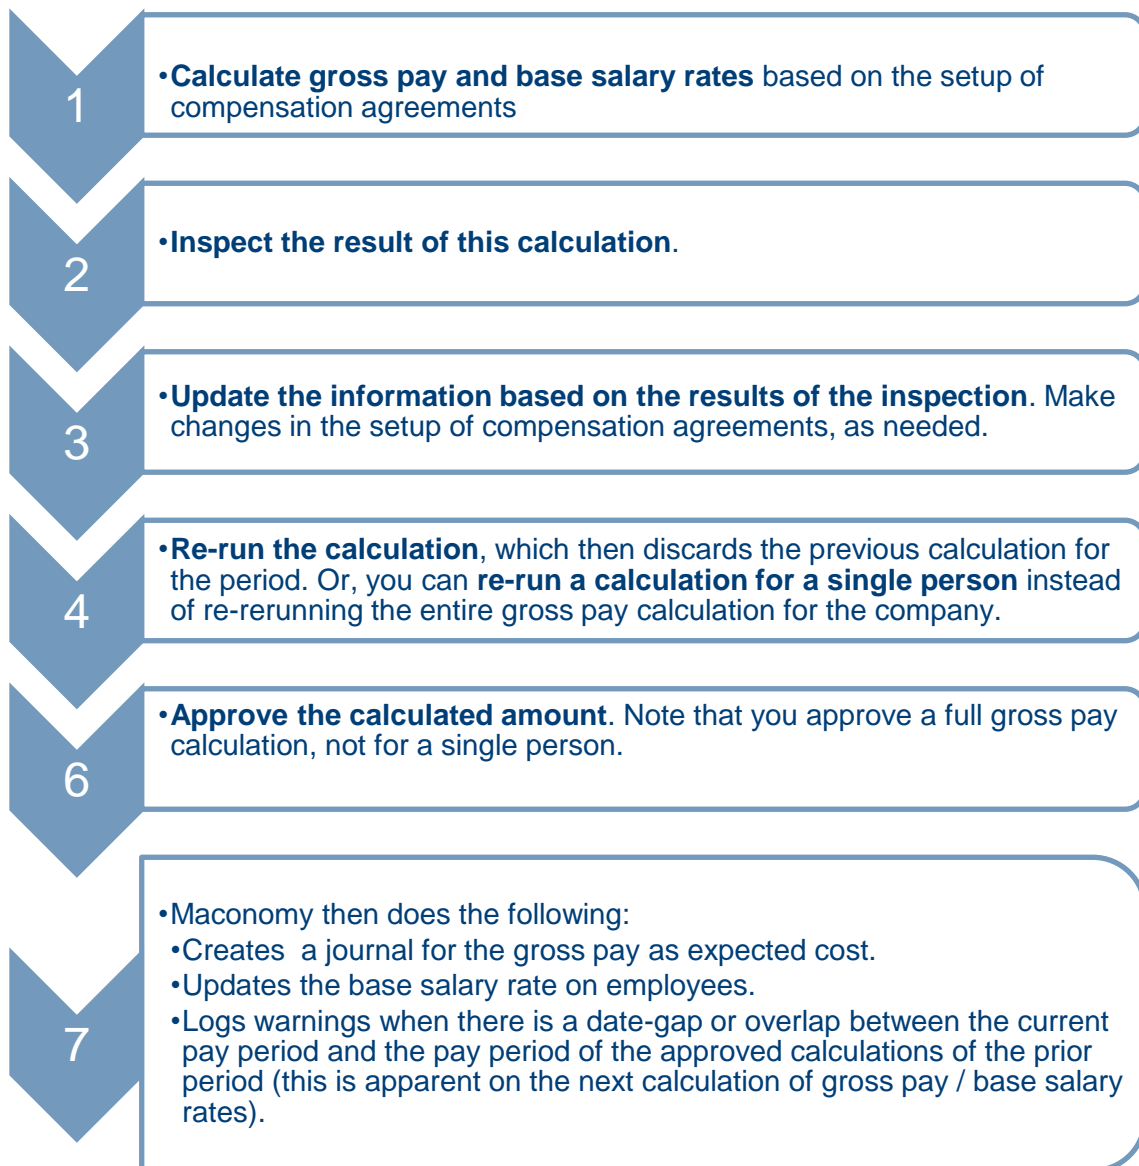 1
•Calculate gross pay and base salary rates based on the setup of
compensation agreements
2
•Inspect the result of this calculation.
3
•Update the information based on the results of the inspection. Make
changes in the setup of compensation agreements, as needed.
4
•Re-run the calculation, which then discards the previous calculation for
the period. Or, you can re-run a calculation for a single person instead
of re-rerunning the entire gross pay calculation for the company.
6
•Approve the calculated amount. Note that you approve a full gross pay
calculation, not for a single person.
7
•Maconomy then does the following:
•Creates  a journal for the gross pay as expected cost.
•Updates the base salary rate on employees.
•Logs warnings when there is a date-gap or overlap between the current
pay period and the pay period of the approved calculations of the prior
period (this is apparent on the next calculation of gross pay / base salary
rates).